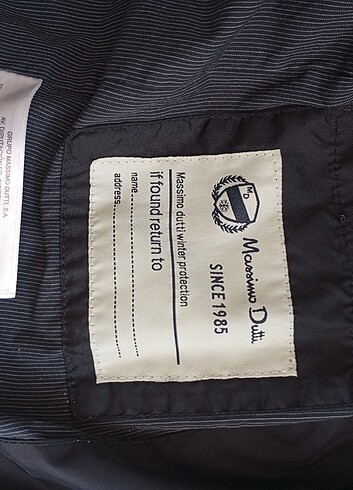 MD
Massimo Dutti
SINCE 1985
Massimo dutti winter protection
if found return to
name
address
GRUPO MASSIMO DUTTI, S.A.